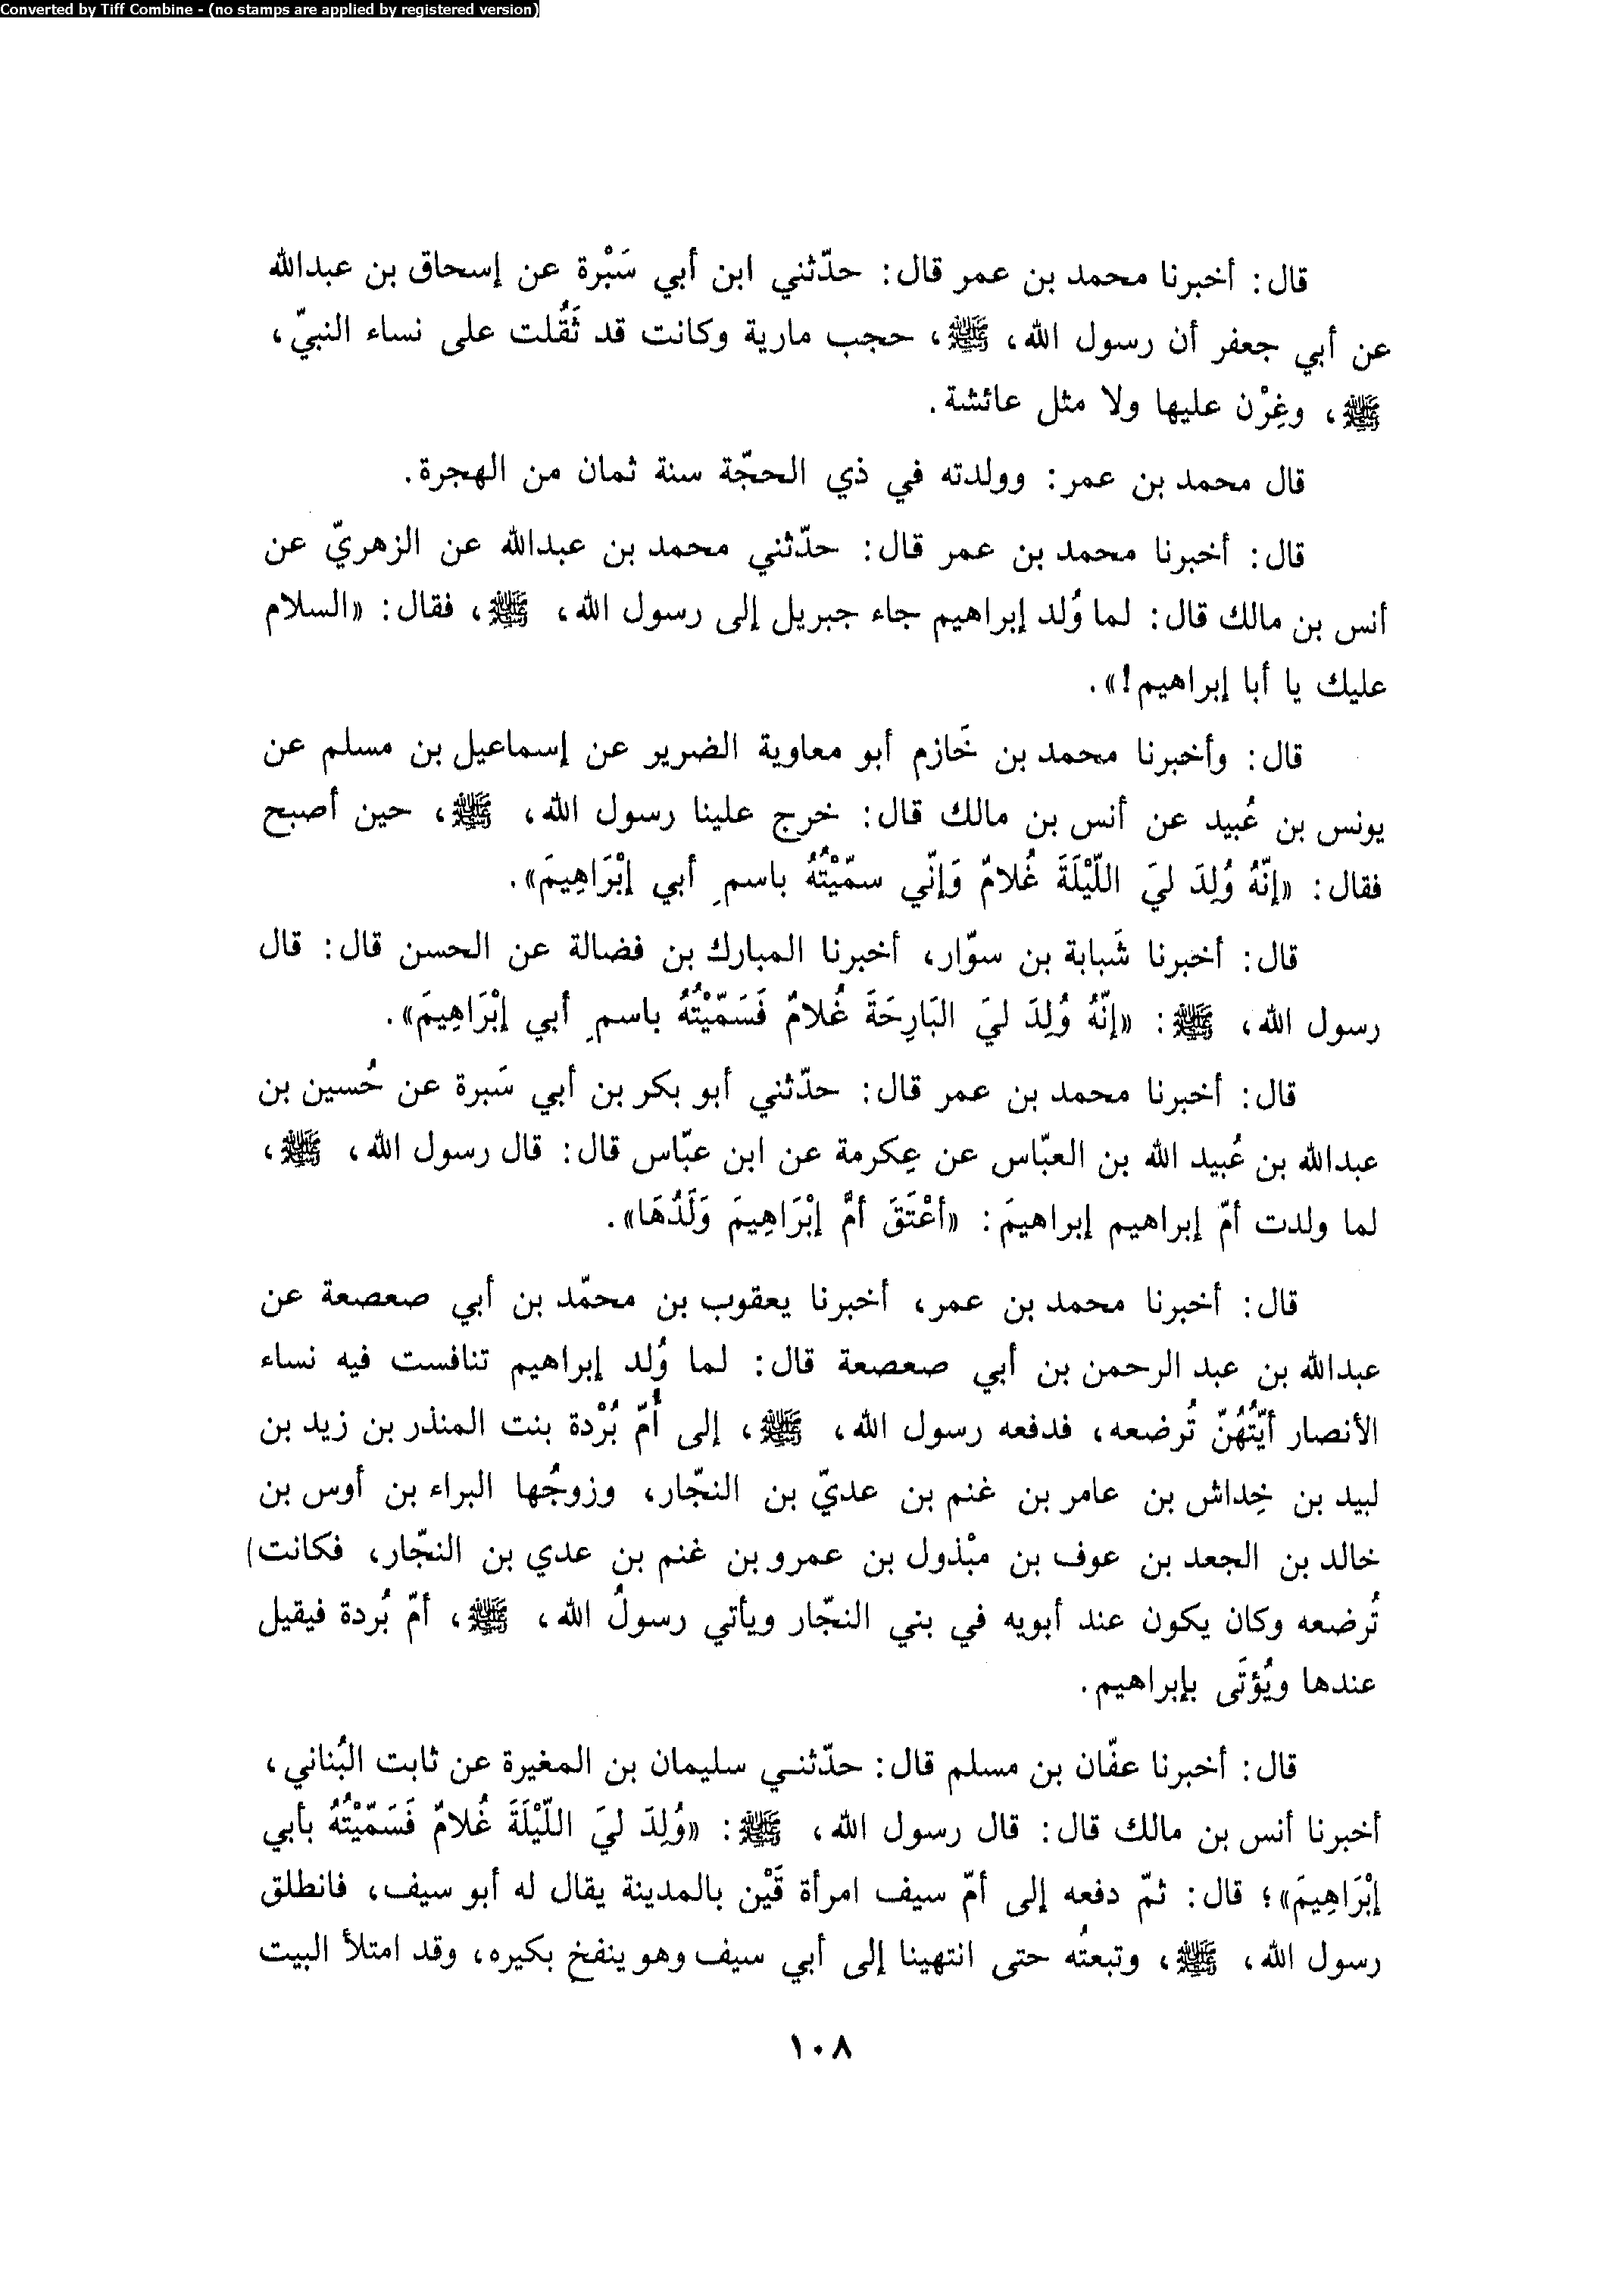 Converted by Tiff Combine - (no stamps are applied by registered version)
قال: أخبرنا محمد بن عمر قال: حدّثني ابن أبي سَبْرة عن إسحاق بن عبدالله
عن أبي جعفر أن رسول الله، ﷺ، حجب مارية وكانت قد ثَقُلت على نساء النبيّ،
ﷺ، وغِرْن عليها ولا مثل عائشة.
قال محمد بن عمر: وولدته في ذي الحجّة سنة ثمان من الهجرة.
قال: أخبرنا محمد بن عمر قال: حدّثني محمد بن عبدالله عن الزهريّ عن
أنس بن مالك قال: لما وُلد إبراهيم جاء جبريل إلى رسول الله، ﷺ، فقال: «السلام
عليك يا أبا إبراهيم!».
قال: وأخبرنا محمد بن خَازم أبو معاوية الضرير عن إسماعيل بن مسلم عن
يونس بن عُبيد عن أنس بن مالك قال: خرج علينا رسول الله، ﷺ، حين أصبح
فقال: «إنّهُ وُلِدَ ليَ اللّيْلَةَ غُلامٌ وَإنّي سمّيْتُهُ باسمِ أبي إبْرَاهِيمَ».
قال: أخبرنا شَبابة بن سوّار، أخبرنا المبارك بن فضالة عن الحسن قال: قال
رسول الله، ﷺ: «إنّهُ وُلِدَ ليَ البَارِحَةَ غُلامٌ فَسَمّيْتُهُ باسمِ أبي إبْرَاهِيمَ».
قال: أخبرنا محمد بن عمر قال: حدّثني أبو بكر بن أبي سَبرة عن حُسين بن
عبدالله بن عُبيد الله بن العبّاس عن عِكرمة عن ابن عبّاس قال: قال رسول الله، ﷺ،
لما ولدت أمّ إبراهيم إبراهيمَ: «أعْتَقَ أمَّ إبْرَاهِيمَ وَلَدُهَا».
قال: أخبرنا محمد بن عمر، أخبرنا يعقوب بن محمّد بن أبي صعصعة عن
عبدالله بن عبد الرحمن بن أبي صعصعة قال: لما وُلد إبراهيم تنافست فيه نساء
الأنصار أيّتُهُنّ تُرضعه، فدفعه رسول الله، ﷺ، إلى أُمّ بُرْدة بنت المنذر بن زيد بن
لبيد بن خِداش بن عامر بن غنم بن عديّ بن النجّار، وزوجُها البراء بن أوس بن
خالد بن الجعد بن عوف بن مبْذول بن عمرو بن غنم بن عدي بن النجّار، فكانت)
تُرضعه وكان يكون عند أبويه في بني النجّار ويأتي رسولُ الله، ﷺ، أمّ بُردة فيقيل
عندها ويُؤتَى بإبراهيم.
قال: أخبرنا عفّان بن مسلم قال: حدّثني سليمان بن المغيرة عن ثابت البُناني،
أخبرنا أنس بن مالك قال: قال رسول الله، ﷺ: «وُلِدَ ليَ اللّيْلَةَ غُلامٌ فَسَمّيْتُهُ بأبي
إبْرَاهِيمَ»؛ قال: ثمّ دفعه إلى أمّ سيف امرأة قَيْن بالمدينة يقال له أبو سيف، فانطلق
رسول الله، ﷺ، وتبعتُه حتى انتهينا إلى أبي سيف وهو ينفخ بكيره، وقد امتلأ البيت
١٠٨